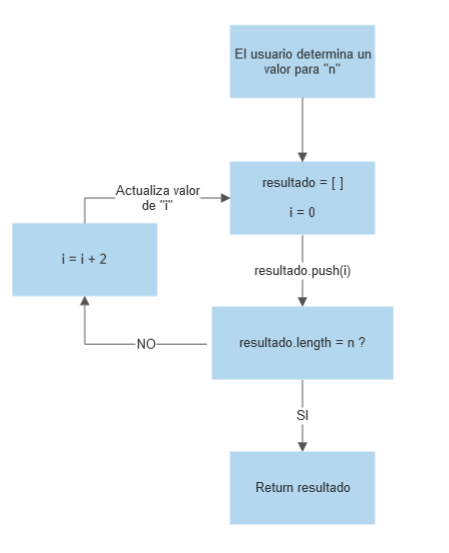 El usuario determina un
valor para "n"
resultado = [ ]
i = 0
Actualiza valor
de "i"
i = i + 2
resultado.push(i)
resultado.length = n ?
NO
SI
Return resultado